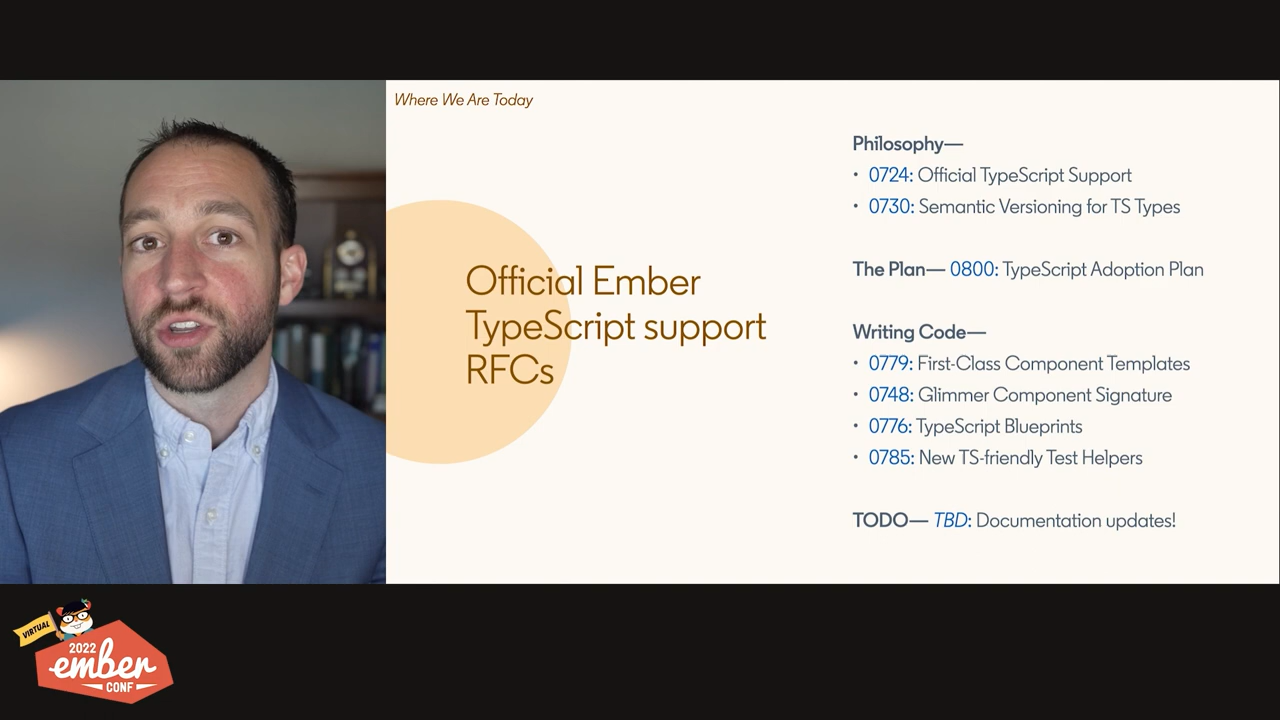 Where We Are Today
Official Ember
TypeScript support
RFCs
Philosophy—
• 0724: Official TypeScript Support
• 0730: Semantic Versioning for TS Types
The Plan— 0800: TypeScript Adoption Plan
Writing Code—
• 0779: First-Class Component Templates
• 0748: Glimmer Component Signature
• 0776: TypeScript Blueprints
• 0785: New TS-friendly Test Helpers
TODO— TBD: Documentation updates!
VIRTUAL
2022
ember
CONF